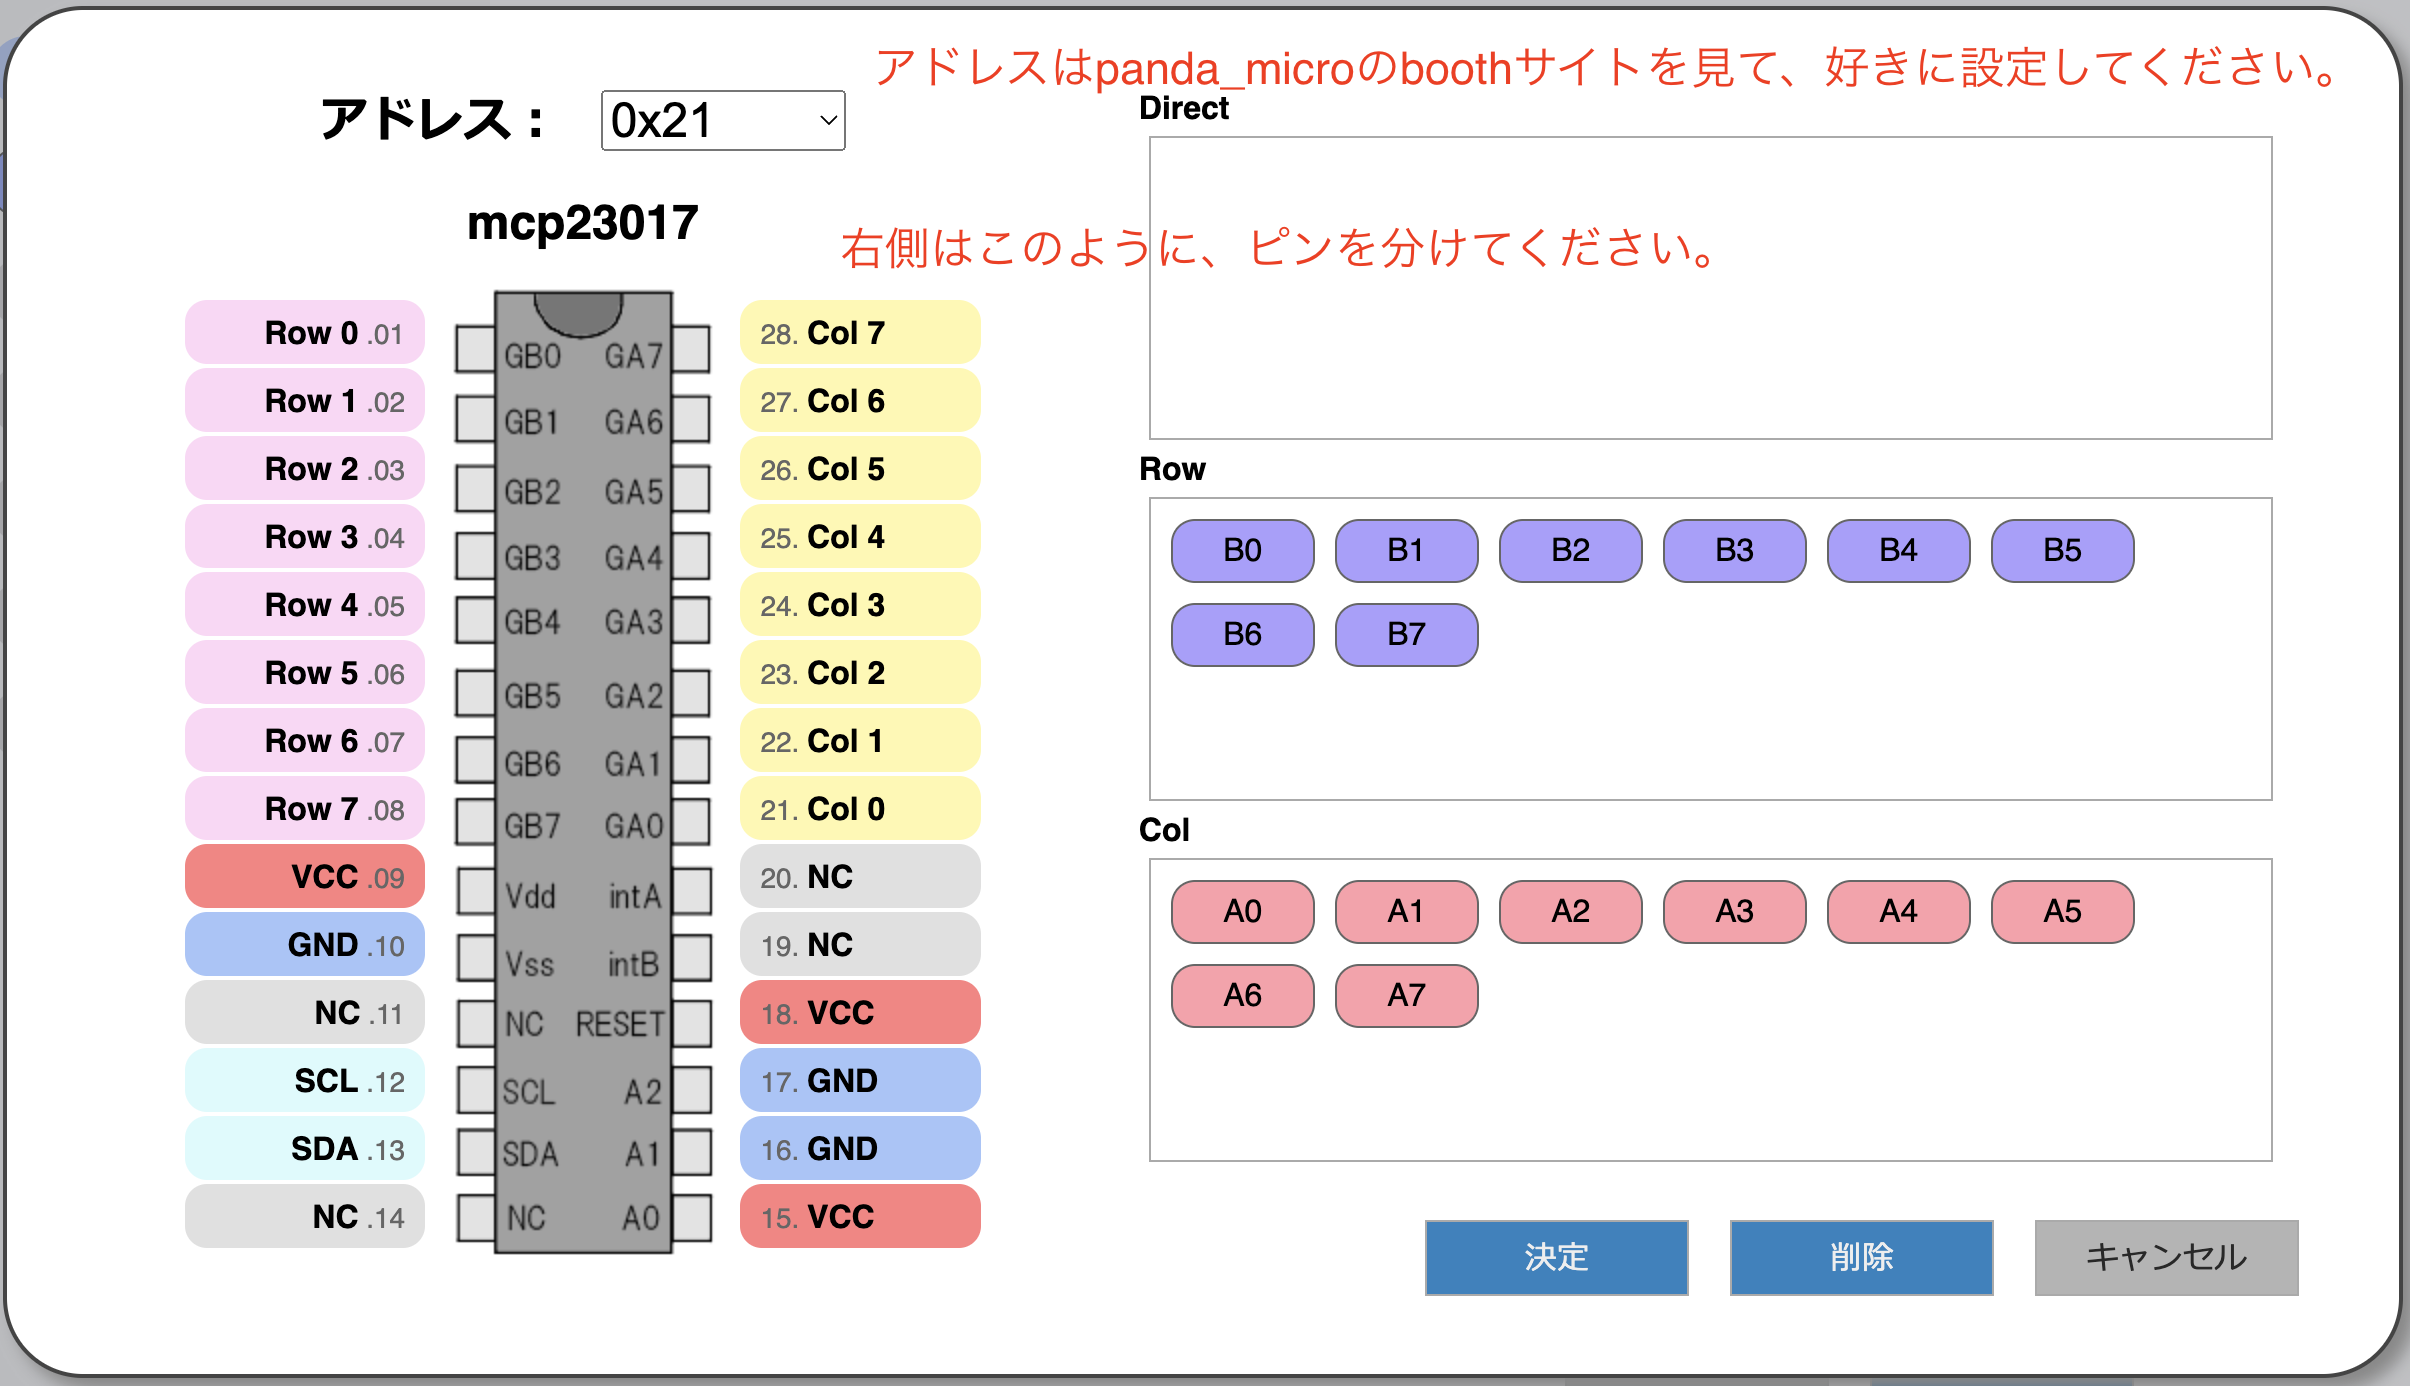 アドレスはpanda_microのboothサイトを見て、好きに設定してください。
アドレス： 0x21
mcp23017
右側はこのように、ピンを分けてください。
Row 0 .01 GB0 GA7 28. Col 7
Row 1 .02 GB1 GA6 27. Col 6
Row 2 .03 GB2 GA5 26. Col 5
Row 3 .04 GB3 GA4 25. Col 4
Row 4 .05 GB4 GA3 24. Col 3
Row 5 .06 GB5 GA2 23. Col 2
Row 6 .07 GB6 GA1 22. Col 1
Row 7 .08 GB7 GA0 21. Col 0
VCC .09 Vdd intA 20. NC
GND .10 Vss intB 19. NC
NC .11 NC RESET 18. VCC
SCL .12 SCL A2 17. GND
SDA .13 SDA A1 16. GND
NC .14 NC A0 15. VCC
Direct
Row
B0 B1 B2 B3 B4 B5
B6 B7
Col
A0 A1 A2 A3 A4 A5
A6 A7
決定 削除 キャンセル